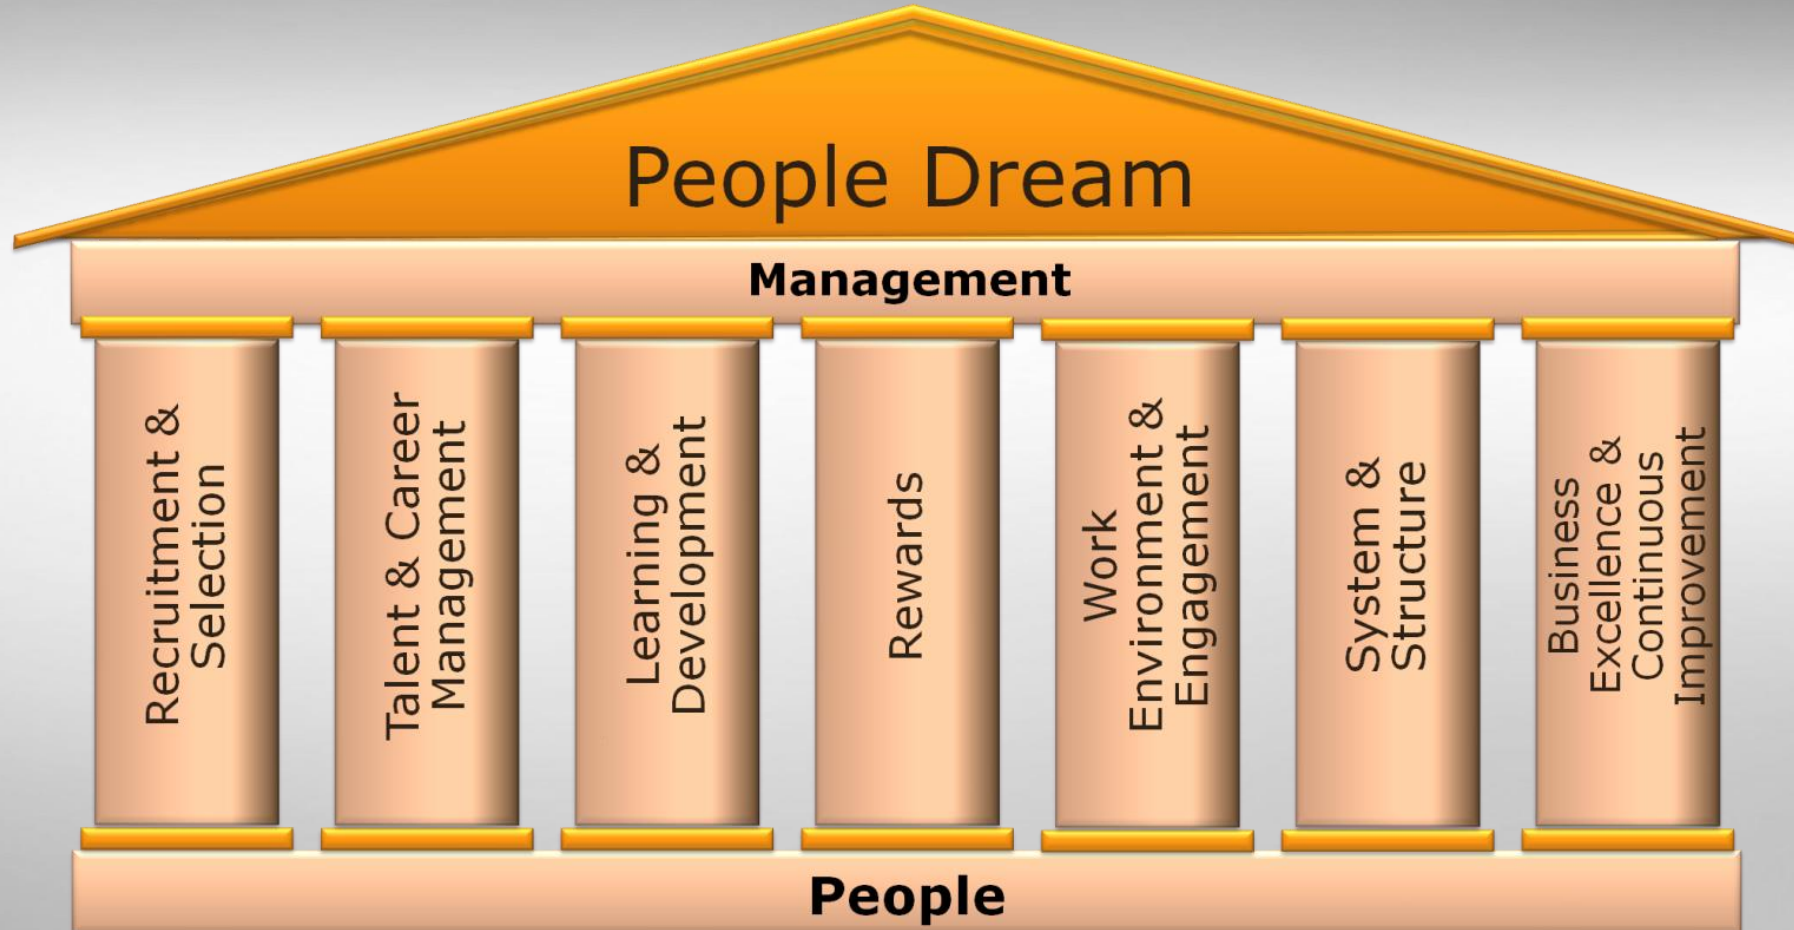 People Dream
Management
Recruitment &
Selection
Talent & Career
Management
Learning &
Development
Rewards
Work
Environment &
Engagement
System &
Structure
Business
Excellence &
Continuous
Improvement
People